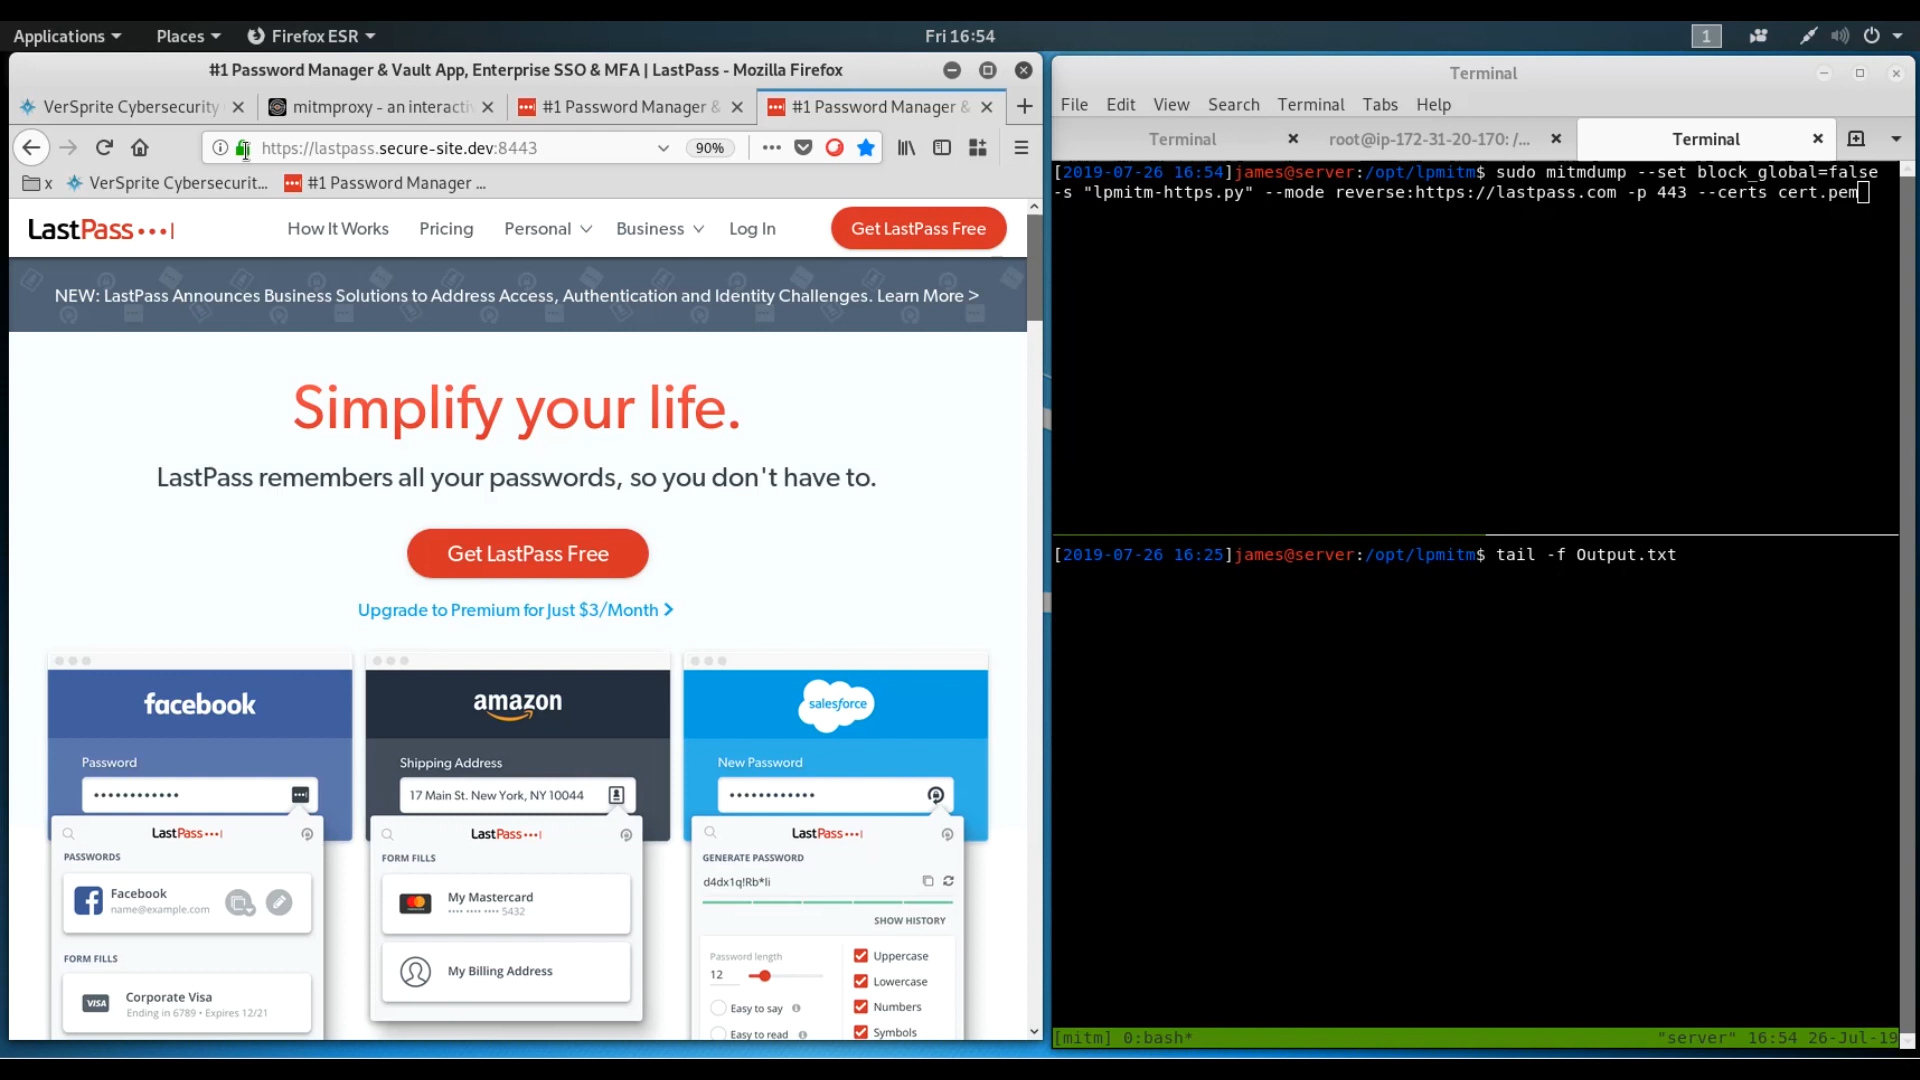 Applications
Places
Firefox ESR
Fri 16:54
1
#1 Password Manager & Vault App, Enterprise SSO & MFA | LastPass - Mozilla Firefox
VerSprite Cybersecurity
mitmproxy - an interacti
#1 Password Manager &
#1 Password Manager &
https://lastpass.secure-site.dev:8443
90%
x
VerSprite Cybersecurit...
#1 Password Manager ...
LastPass
How It Works
Pricing
Personal
Business
Log In
Get LastPass Free
NEW: LastPass Announces Business Solutions to Address Access, Authentication and Identity Challenges. Learn More >
Simplify your life.
LastPass remembers all your passwords, so you don't have to.
Get LastPass Free
Upgrade to Premium for Just $3/Month
facebook
Password
LastPass
PASSWORDS
Facebook
name@example.com
FORM FILLS
Corporate Visa
VISA
Ending in 6789 • Expires 12/21
amazon
Shipping Address
17 Main St. New York, NY 10044
LastPass
FORM FILLS
My Mastercard
•••• •••• •••• 5432
My Billing Address
salesforce
New Password
LastPass
GENERATE PASSWORD
d4dx1q!Rb*li
SHOW HISTORY
Password length
12
Easy to say
Easy to read
Uppercase
Lowercase
Numbers
Symbols
Terminal
File Edit View Search Terminal Tabs Help
Terminal
root@ip-172-31-20-170: /...
Terminal
[2019-07-26 16:54]james@server:/opt/lpmitm$ sudo mitmdump --set block_global=false
-s "lpmitm-https.py" --mode reverse:https://lastpass.com -p 443 --certs cert.pem
[2019-07-26 16:25]james@server:/opt/lpmitm$ tail -f Output.txt
[mitm] 0:bash*
"server" 16:54 26-Jul-19